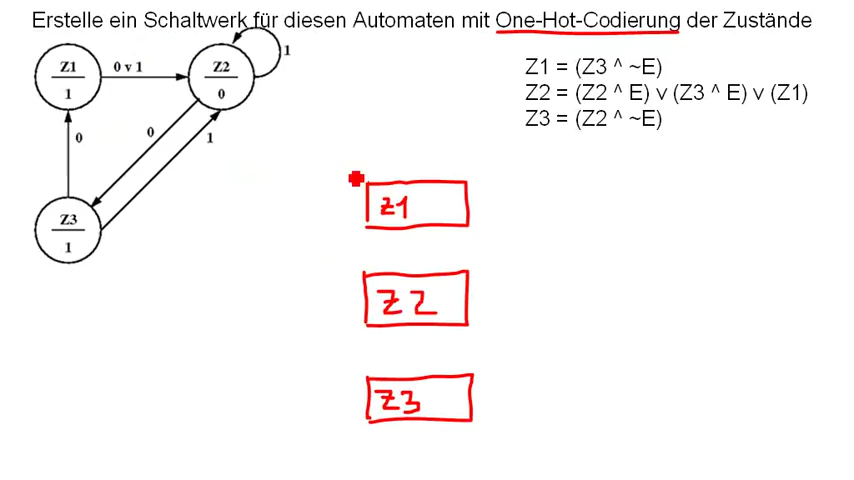 Erstelle ein Schaltwerk für diesen Automaten mit One-Hot-Codierung der Zustände
Z1
1
0 v 1
Z2
0
1
0
0
1
Z3
1
Z1 = (Z3 ^ ~E)
Z2 = (Z2 ^ E) v (Z3 ^ E) v (Z1)
Z3 = (Z2 ^ ~E)
Z1
Z2
Z3